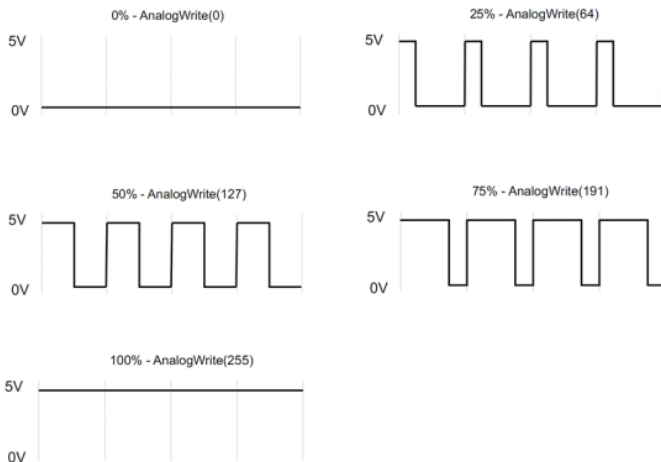 0% - AnalogWrite(0)
5V
0V
25% - AnalogWrite(64)
5V
0V
50% - AnalogWrite(127)
5V
0V
75% - AnalogWrite(191)
5V
0V
100% - AnalogWrite(255)
5V
0V